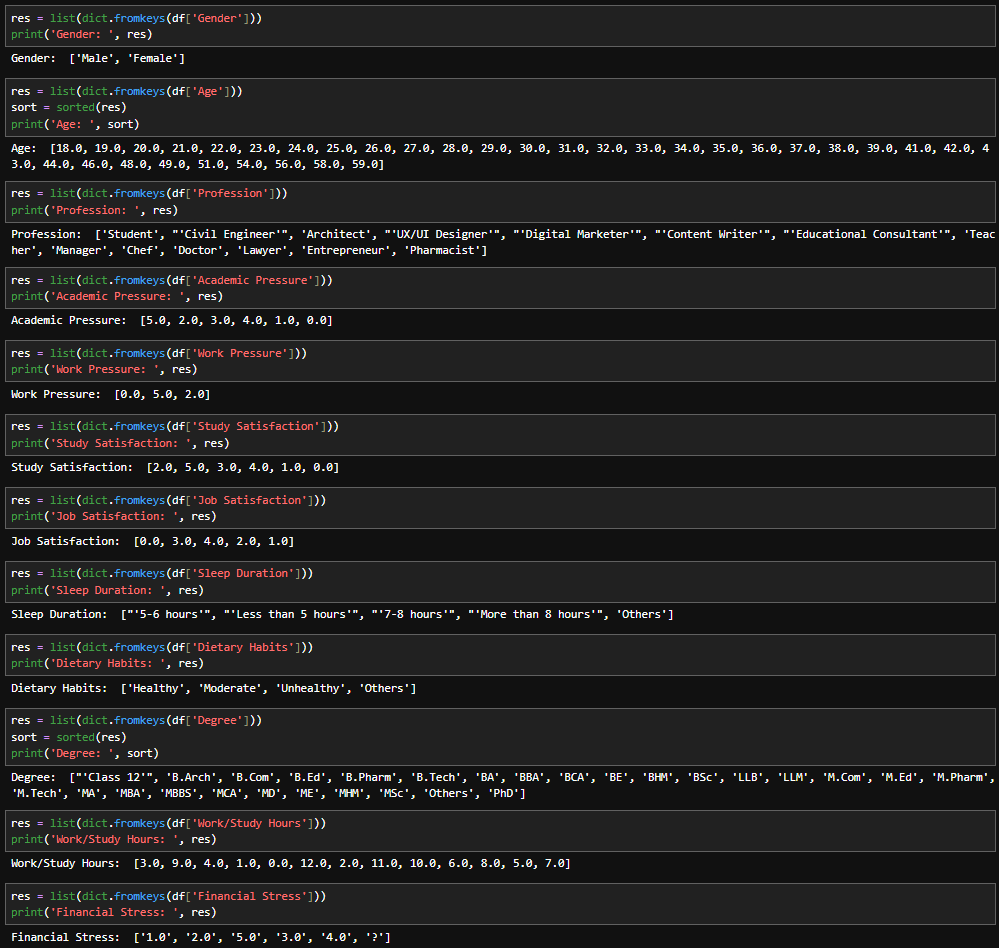 res = list(dict.fromkeys(df['Gender']))
print('Gender: ', res)
Gender:  ['Male', 'Female']
res = list(dict.fromkeys(df['Age']))
sort = sorted(res)
print('Age: ', sort)
Age:  [18.0, 19.0, 20.0, 21.0, 22.0, 23.0, 24.0, 25.0, 26.0, 27.0, 28.0, 29.0, 30.0, 31.0, 32.0, 33.0, 34.0, 35.0, 36.0, 37.0, 38.0, 39.0, 41.0, 42.0, 4
3.0, 44.0, 46.0, 48.0, 49.0, 51.0, 54.0, 56.0, 58.0, 59.0]
res = list(dict.fromkeys(df['Profession']))
print('Profession: ', res)
Profession:  ['Student', "'Civil Engineer'", 'Architect', "'UX/UI Designer'", "'Digital Marketer'", "'Content Writer'", "'Educational Consultant'", 'Teac
her', 'Manager', 'Chef', 'Doctor', 'Lawyer', 'Entrepreneur', 'Pharmacist']
res = list(dict.fromkeys(df['Academic Pressure']))
print('Academic Pressure: ', res)
Academic Pressure:  [5.0, 2.0, 3.0, 4.0, 1.0, 0.0]
res = list(dict.fromkeys(df['Work Pressure']))
print('Work Pressure: ', res)
Work Pressure:  [0.0, 5.0, 2.0]
res = list(dict.fromkeys(df['Study Satisfaction']))
print('Study Satisfaction: ', res)
Study Satisfaction:  [2.0, 5.0, 3.0, 4.0, 1.0, 0.0]
res = list(dict.fromkeys(df['Job Satisfaction']))
print('Job Satisfaction: ', res)
Job Satisfaction:  [0.0, 3.0, 4.0, 2.0, 1.0]
res = list(dict.fromkeys(df['Sleep Duration']))
print('Sleep Duration: ', res)
Sleep Duration:  ["'5-6 hours'", "'Less than 5 hours'", "'7-8 hours'", "'More than 8 hours'", 'Others']
res = list(dict.fromkeys(df['Dietary Habits']))
print('Dietary Habits: ', res)
Dietary Habits:  ['Healthy', 'Moderate', 'Unhealthy', 'Others']
res = list(dict.fromkeys(df['Degree']))
sort = sorted(res)
print('Degree: ', sort)
Degree:  ["'Class 12'", 'B.Arch', 'B.Com', 'B.Ed', 'B.Pharm', 'B.Tech', 'BA', 'BBA', 'BCA', 'BE', 'BHM', 'BSc', 'LLB', 'LLM', 'M.Com', 'M.Ed', 'M.Pharm',
'M.Tech', 'MA', 'MBA', 'MBBS', 'MCA', 'MD', 'ME', 'MHM', 'MSc', 'Others', 'PhD']
res = list(dict.fromkeys(df['Work/Study Hours']))
print('Work/Study Hours: ', res)
Work/Study Hours:  [3.0, 9.0, 4.0, 1.0, 0.0, 12.0, 2.0, 11.0, 10.0, 6.0, 8.0, 5.0, 7.0]
res = list(dict.fromkeys(df['Financial Stress']))
print('Financial Stress: ', res)
Financial Stress:  ['1.0', '2.0', '5.0', '3.0', '4.0', '?']